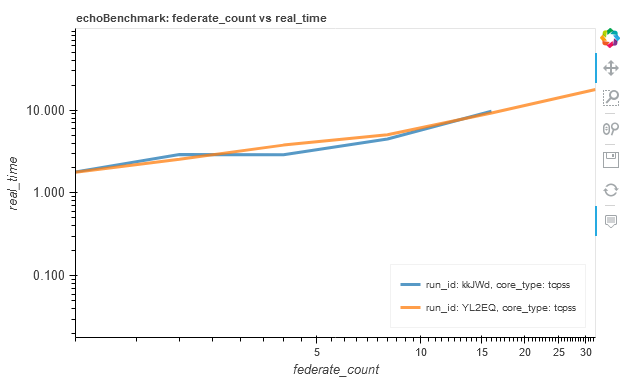 echoBenchmark: federate_count vs real_time
10.000
1.000
0.100
real_time
run_id: kkJWd, core_type: tcpss
run_id: YL2EQ, core_type: tcpss
5
10
15
20
25
30
federate_count